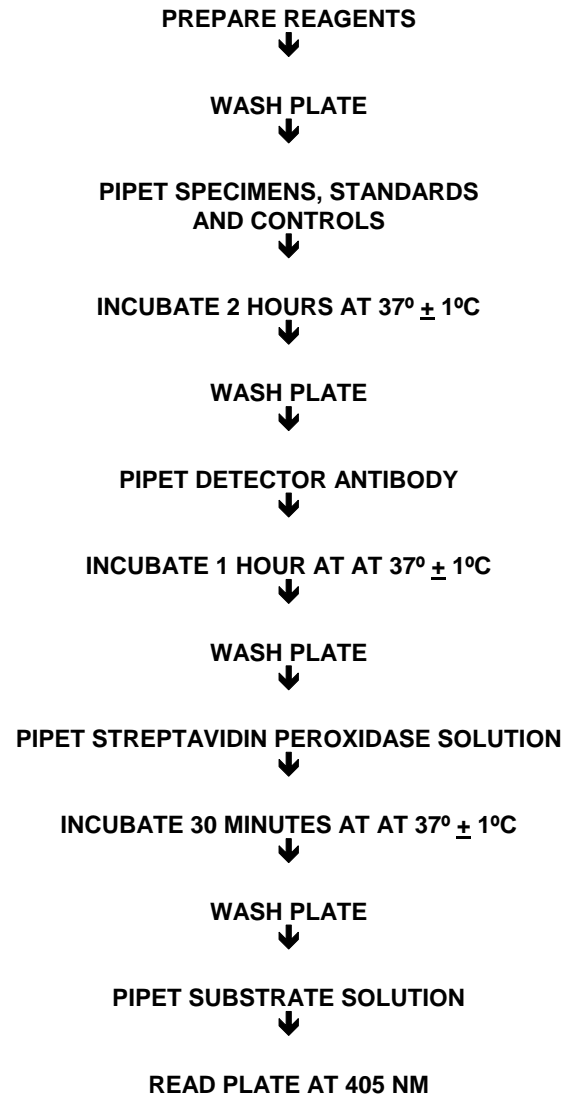 PREPARE REAGENTS
WASH PLATE
PIPET SPECIMENS, STANDARDS
AND CONTROLS
INCUBATE 2 HOURS AT 37º ± 1ºC
WASH PLATE
PIPET DETECTOR ANTIBODY
INCUBATE 1 HOUR AT AT 37º ± 1ºC
WASH PLATE
PIPET STREPTAVIDIN PEROXIDASE SOLUTION
INCUBATE 30 MINUTES AT AT 37º ± 1ºC
WASH PLATE
PIPET SUBSTRATE SOLUTION
READ PLATE AT 405 NM